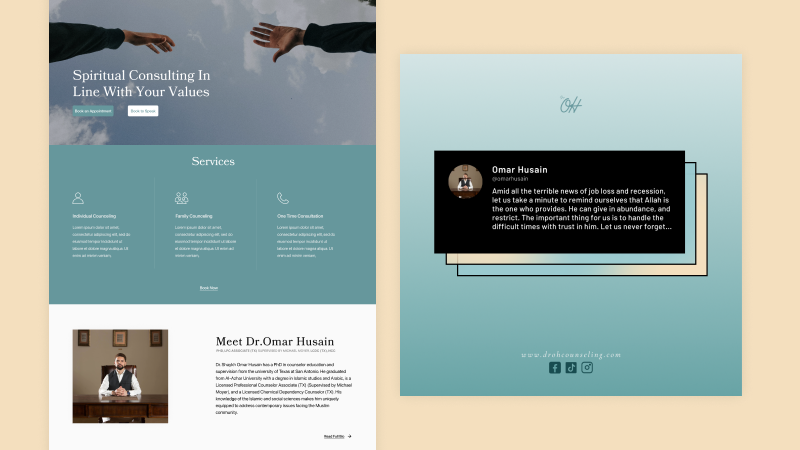 Spiritual Consulting In
Line With Your Values
Book an Appointment
Book to Speak
Services
Individual Counseling
Lorem ipsum dolor sit amet,
consectetur adipiscing elit, sed do
eiusmod tempor incididunt ut
labore et dolore magna aliqua. Ut
enim ad minim veniam.
Family Counseling
Lorem ipsum dolor sit amet,
consectetur adipiscing elit, sed do
eiusmod tempor incididunt ut labore
et dolore magna aliqua. Ut enim
ad minim veniam.
One Time Consultation
Lorem ipsum dolor sit amet,
consectetur adipiscing elit, sed do
eiusmod tempor incididunt ut
labore et dolore magna aliqua. Ut
enim ad minim veniam.
Book Now
Meet Dr.Omar Husain
PHD, LPC-ASSOCIATE (TX) SUPERVISED BY MICHAEL MOYER, LCDC (TX)
Dr. Shaykh Omar Husain has a PhD in counselor education and
supervision from the university of Texas at San Antonio. He graduated
from Al-Azhar University with a degree in Islamic studies and Arabic, is a
Licensed Professional Counselor Associate (TX) (Supervised by Michael
Moyer), and a Licensed Chemical Dependency Counselor (TX). His
knowledge of the Islamic and social sciences makes him uniquely
equipped to address contemporary issues facing the Muslim
community.
Read Full Bio
OH
Omar Husain
@omarhusain
Amid all the terrible news of job loss and recession,
let us take a minute to remind ourselves that Allah is
the one who provides. He can give in abundance, and
restrict. The important thing for us is to handle the
difficult times with trust in him. Let us never forget...
www.drohcounseling.com